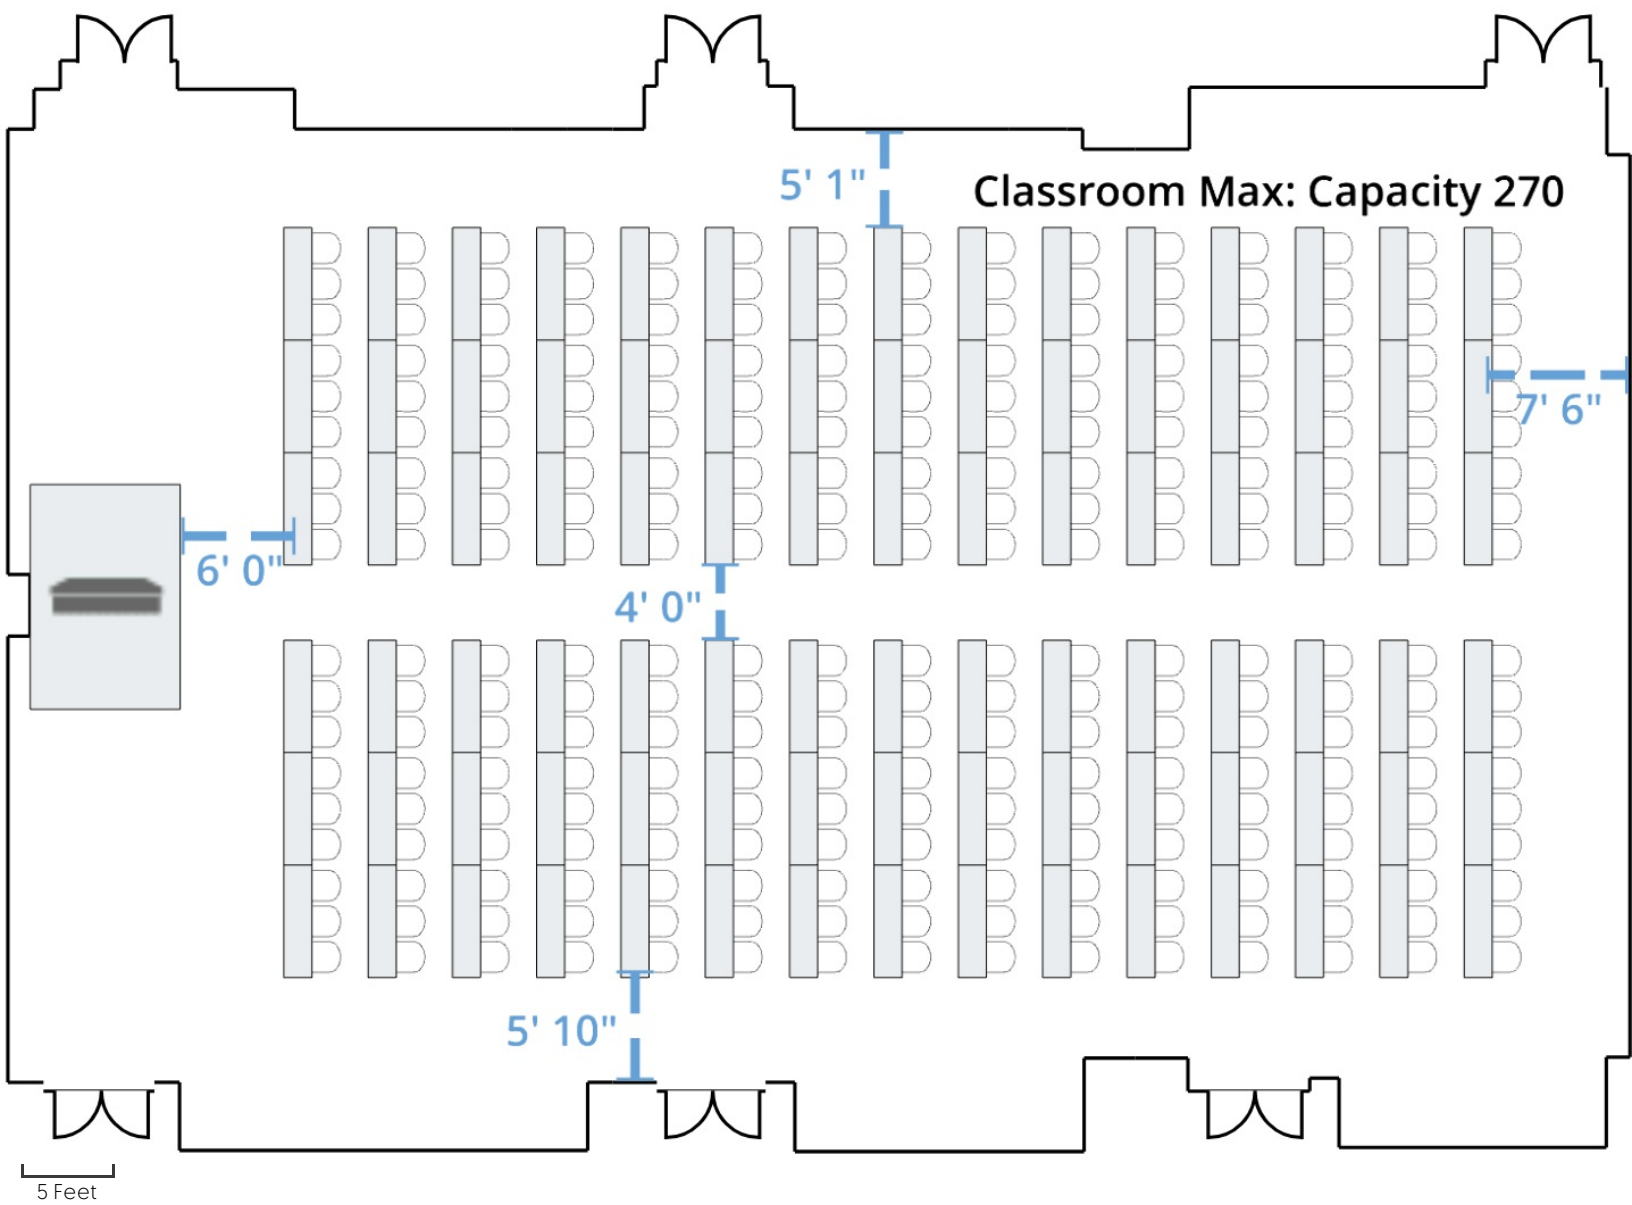 5' 1"
Classroom Max: Capacity 270
7' 6"
6' 0"
4' 0"
5' 10"
5 Feet